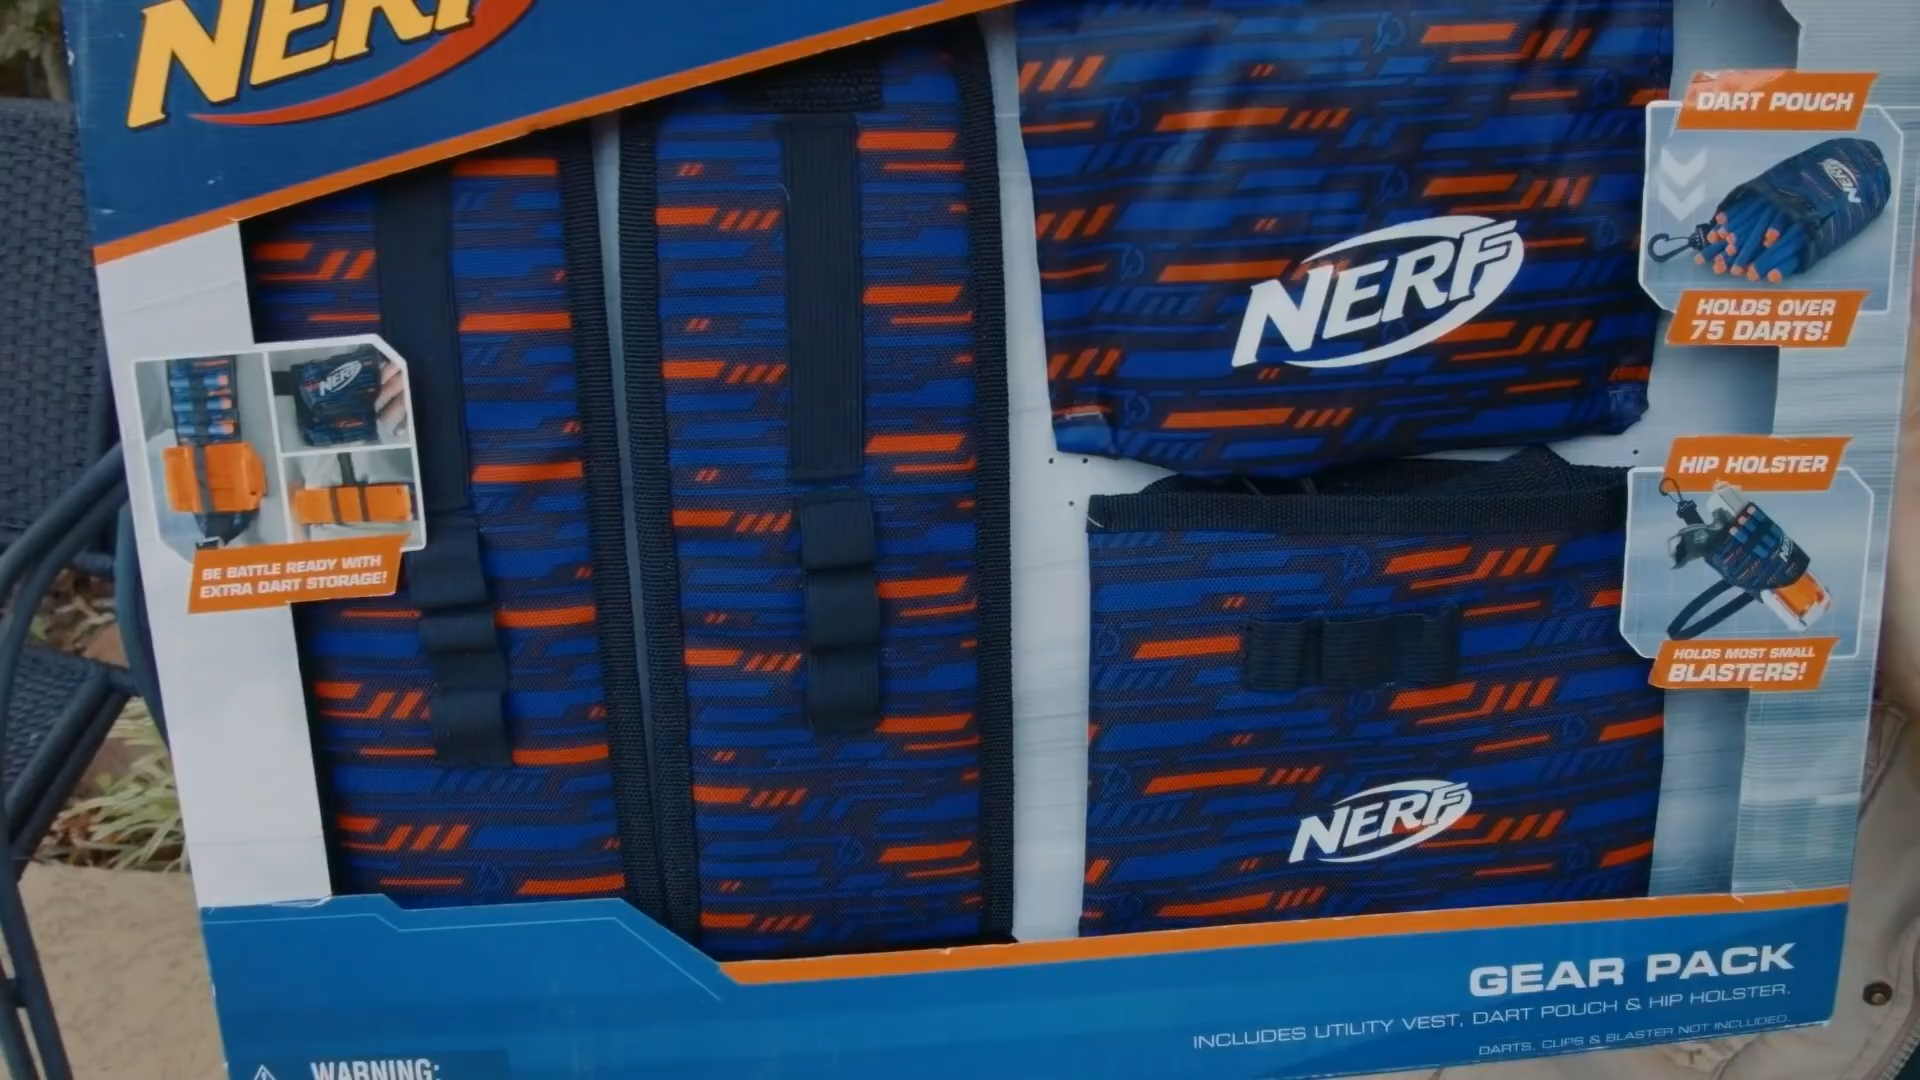 NERF
DART POUCH
NERF
HOLDS OVER
75 DARTS!
NERF
NERF
HIP HOLSTER
BE BATTLE READY WITH
EXTRA DART STORAGE!
NERF
HOLDS MOST SMALL
BLASTERS!
NERF
GEAR PACK
INCLUDES UTILITY VEST, DART POUCH & HIP HOLSTER.
DARTS, CLIPS & BLASTER NOT INCLUDED.
WARNING: